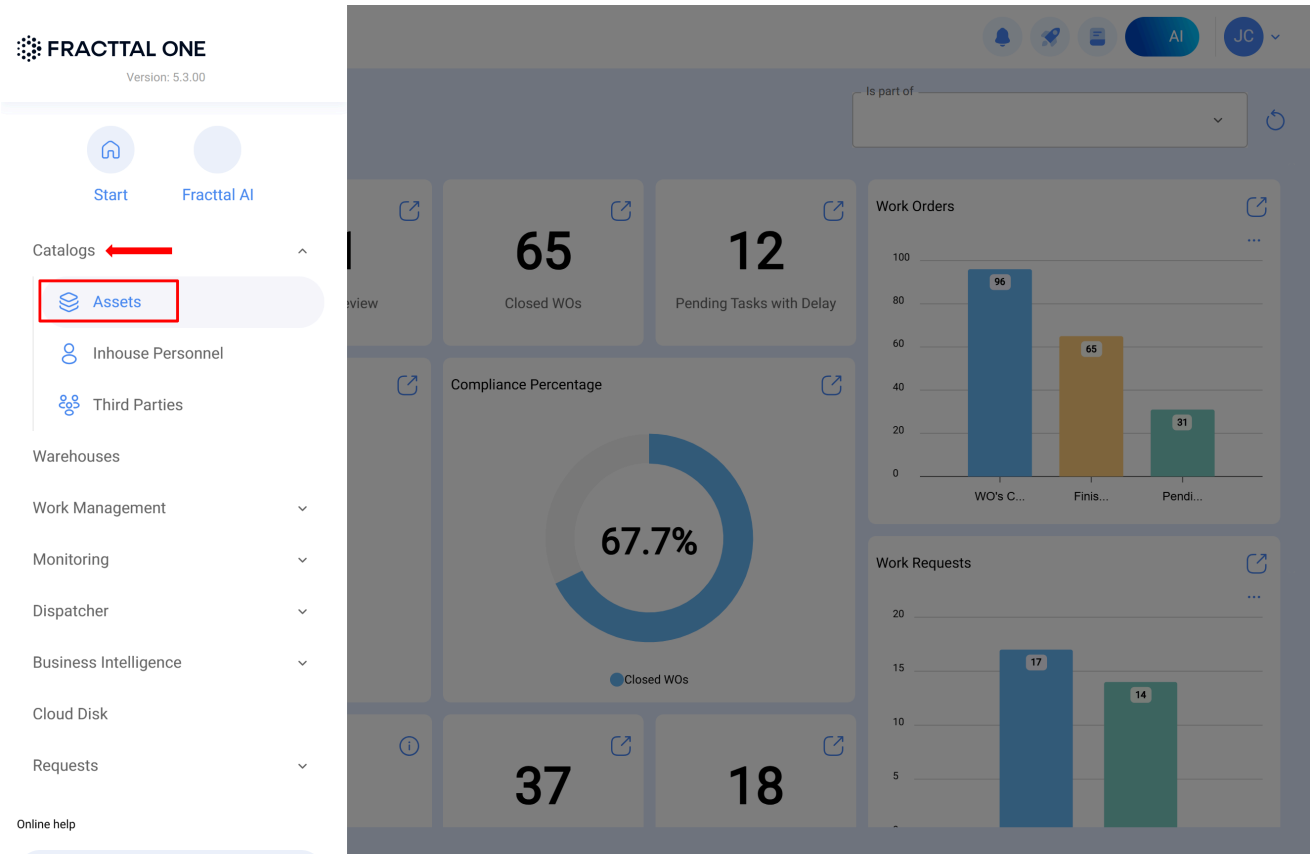 FRACTTAL ONE
Version: 5.3.00
Start
Fracttal AI
Catalogs
Assets
Inhouse Personnel
Third Parties
Warehouses
Work Management
Monitoring
Dispatcher
Business Intelligence
Cloud Disk
Requests
Online help
AI
JC
Is part of
65
Closed WOs
12
Pending Tasks with Delay
Work Orders
...
100
80
60
40
20
0
96
65
31
WO's C...
Finis...
Pendi...
Compliance Percentage
67.7%
Closed WOs
Work Requests
...
20
15
10
5
17
14
37
18